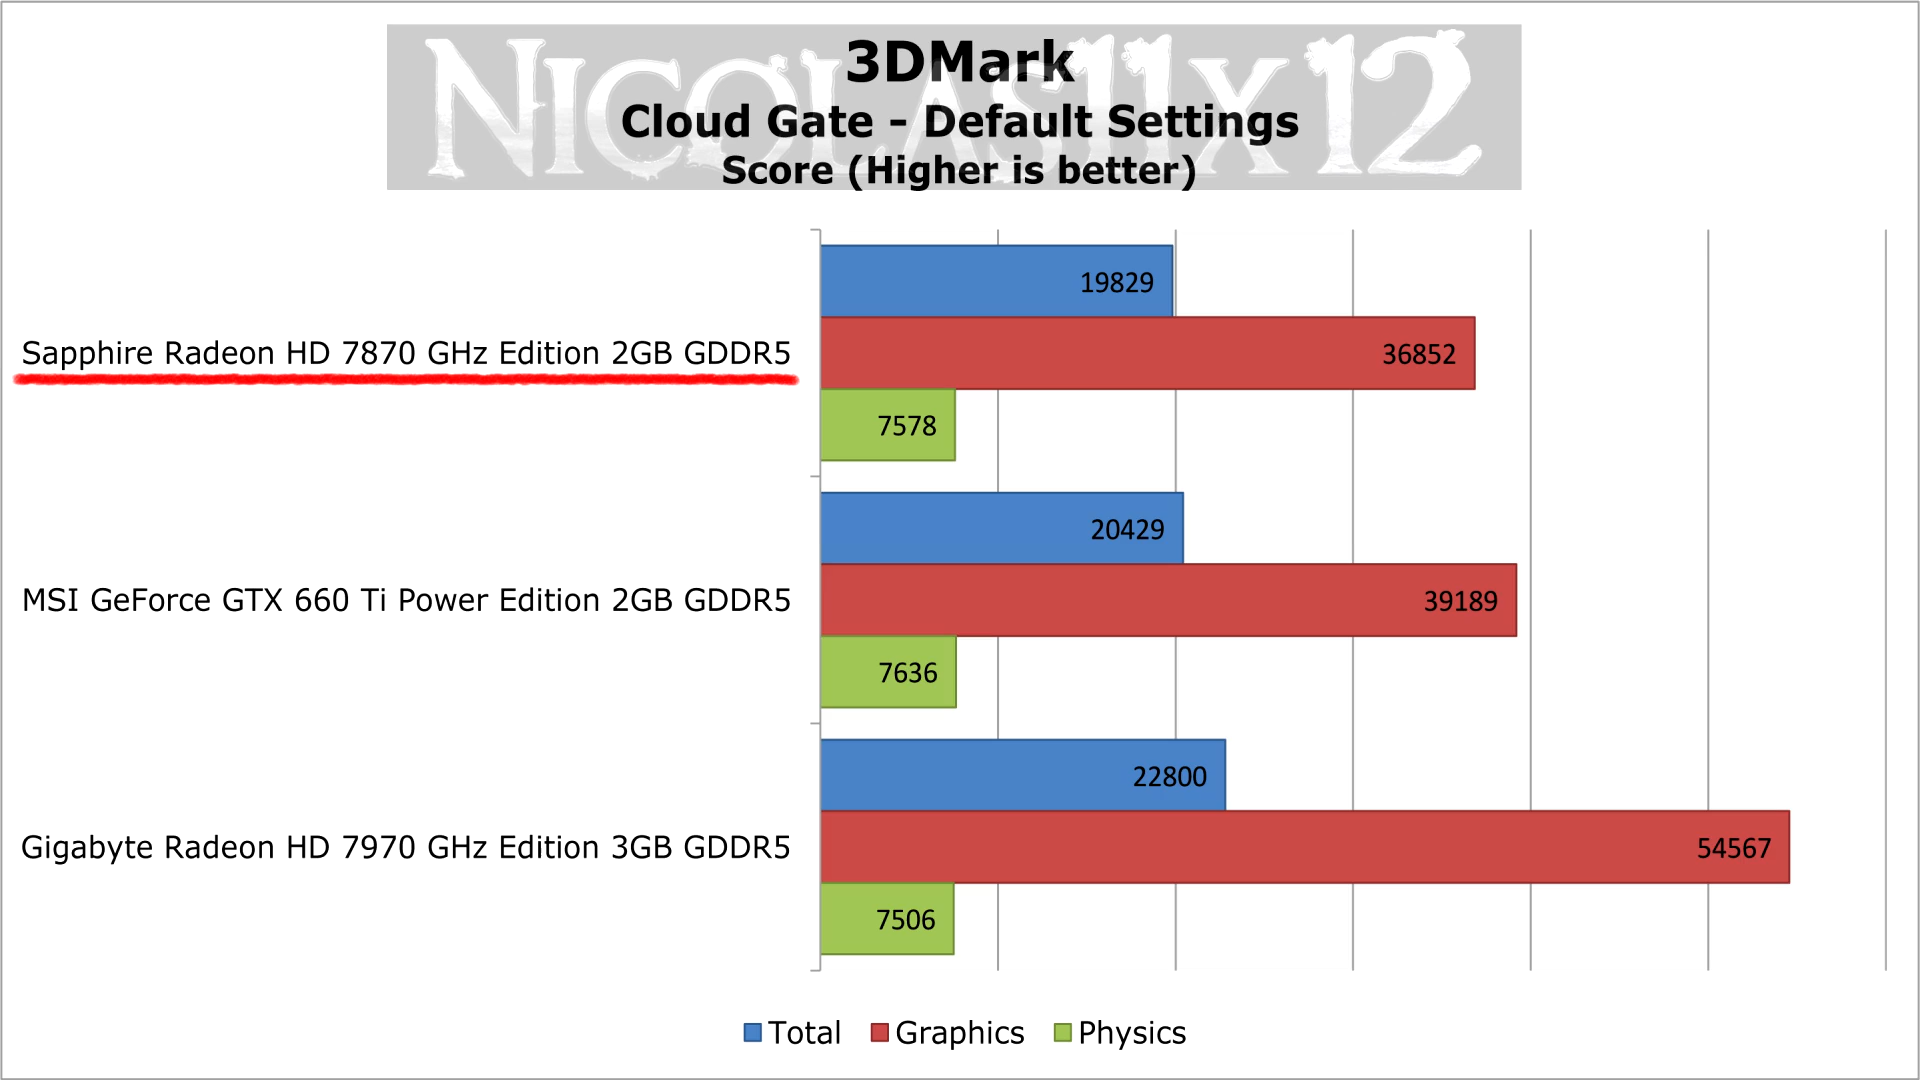 Nicolas11x12
3DMark
Cloud Gate - Default Settings
Score (Higher is better)
Sapphire Radeon HD 7870 GHz Edition 2GB GDDR5
19829
36852
7578
MSI GeForce GTX 660 Ti Power Edition 2GB GDDR5
20429
39189
7636
Gigabyte Radeon HD 7970 GHz Edition 3GB GDDR5
22800
54567
7506
Total Graphics Physics